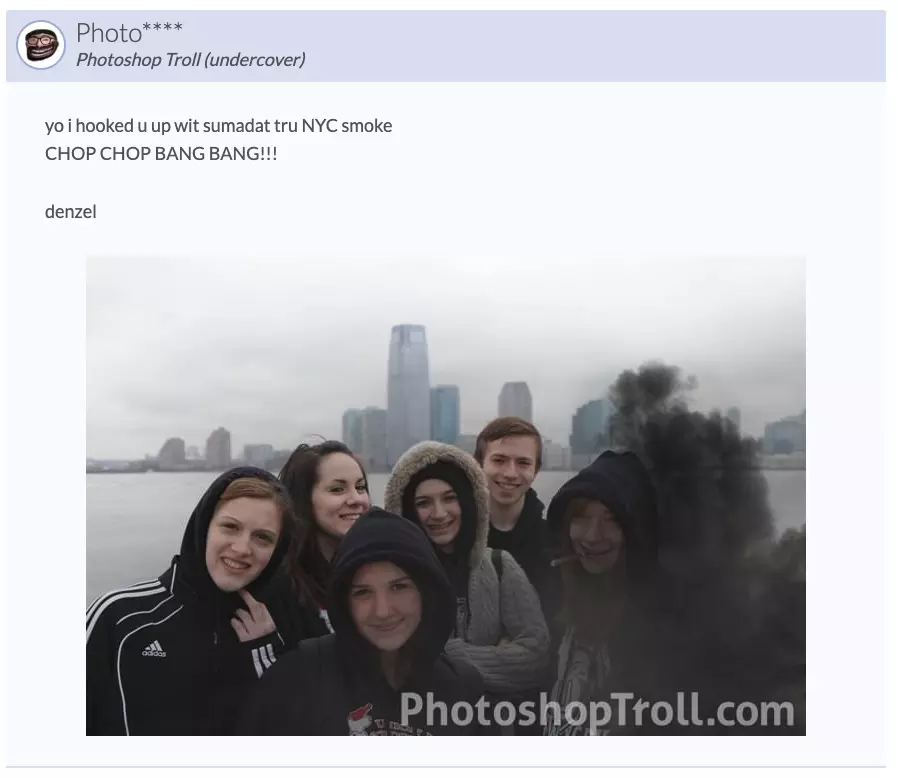 Photo****
Photoshop Troll (undercover)
yo i hooked u up wit sumadat tru NYC smoke
CHOP CHOP BANG BANG!!!
denzel
adidas
PhotoshopTroll.com